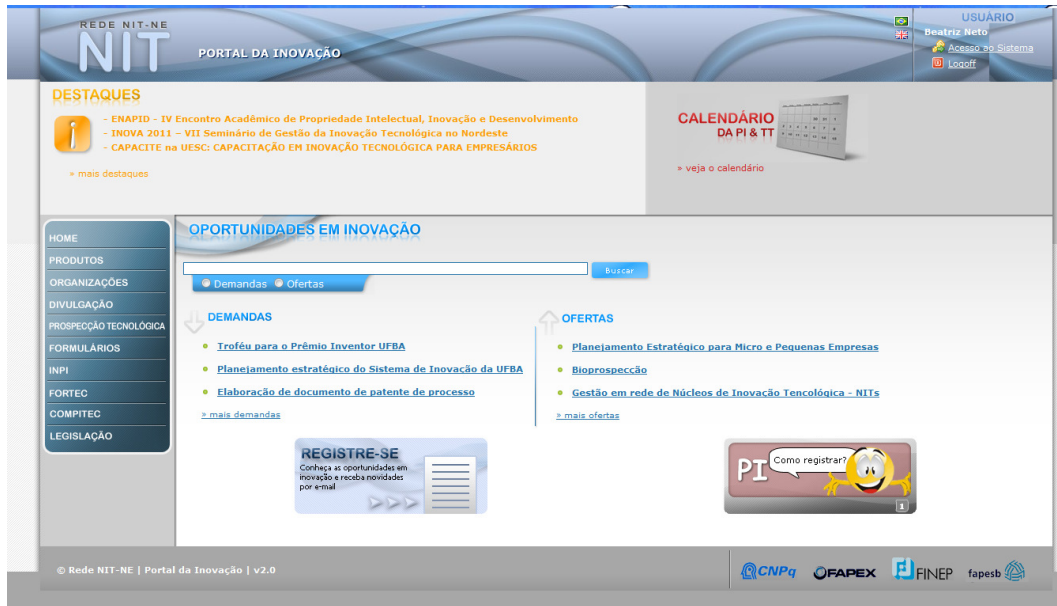 REDE NIT-NE
NIT
PORTAL DA INOVAÇÃO
USUÁRIO
Beatriz Neto
Acesso ao Sistema
Logoff
DESTAQUES
- ENAPID - IV Encontro Acadêmico de Propriedade Intelectual, Inovação e Desenvolvimento
- INOVA 2011 – VII Seminário de Gestão da Inovação Tecnológica no Nordeste
- CAPACITE na UESC: CAPACITAÇÃO EM INOVAÇÃO TECNOLÓGICA PARA EMPRESÁRIOS
» mais destaques
CALENDÁRIO
DA PI & TT
» veja o calendário
HOME
PRODUTOS
ORGANIZAÇÕES
DIVULGAÇÃO
PROSPECÇÃO TECNOLÓGICA
FORMULÁRIOS
INPI
FORTEC
COMPITEC
LEGISLAÇÃO
OPORTUNIDADES EM INOVAÇÃO
Buscar
Demandas Ofertas
DEMANDAS
Troféu para o Prêmio Inventor UFBA
Planejamento estratégico do Sistema de Inovação da UFBA
Elaboração de documento de patente de processo
» mais demandas
OFERTAS
Planejamento Estratégico para Micro e Pequenas Empresas
Bioprospecção
Gestão em rede de Núcleos de Inovação Tencológica - NITs
» mais ofertas
REGISTRE-SE
Conheça as oportunidades em
inovação e receba novidades
por e-mail
PI
Como registrar?
1
© Rede NIT-NE | Portal da Inovação | v2.0
CNPq
FAPEX
FINEP
fapesb